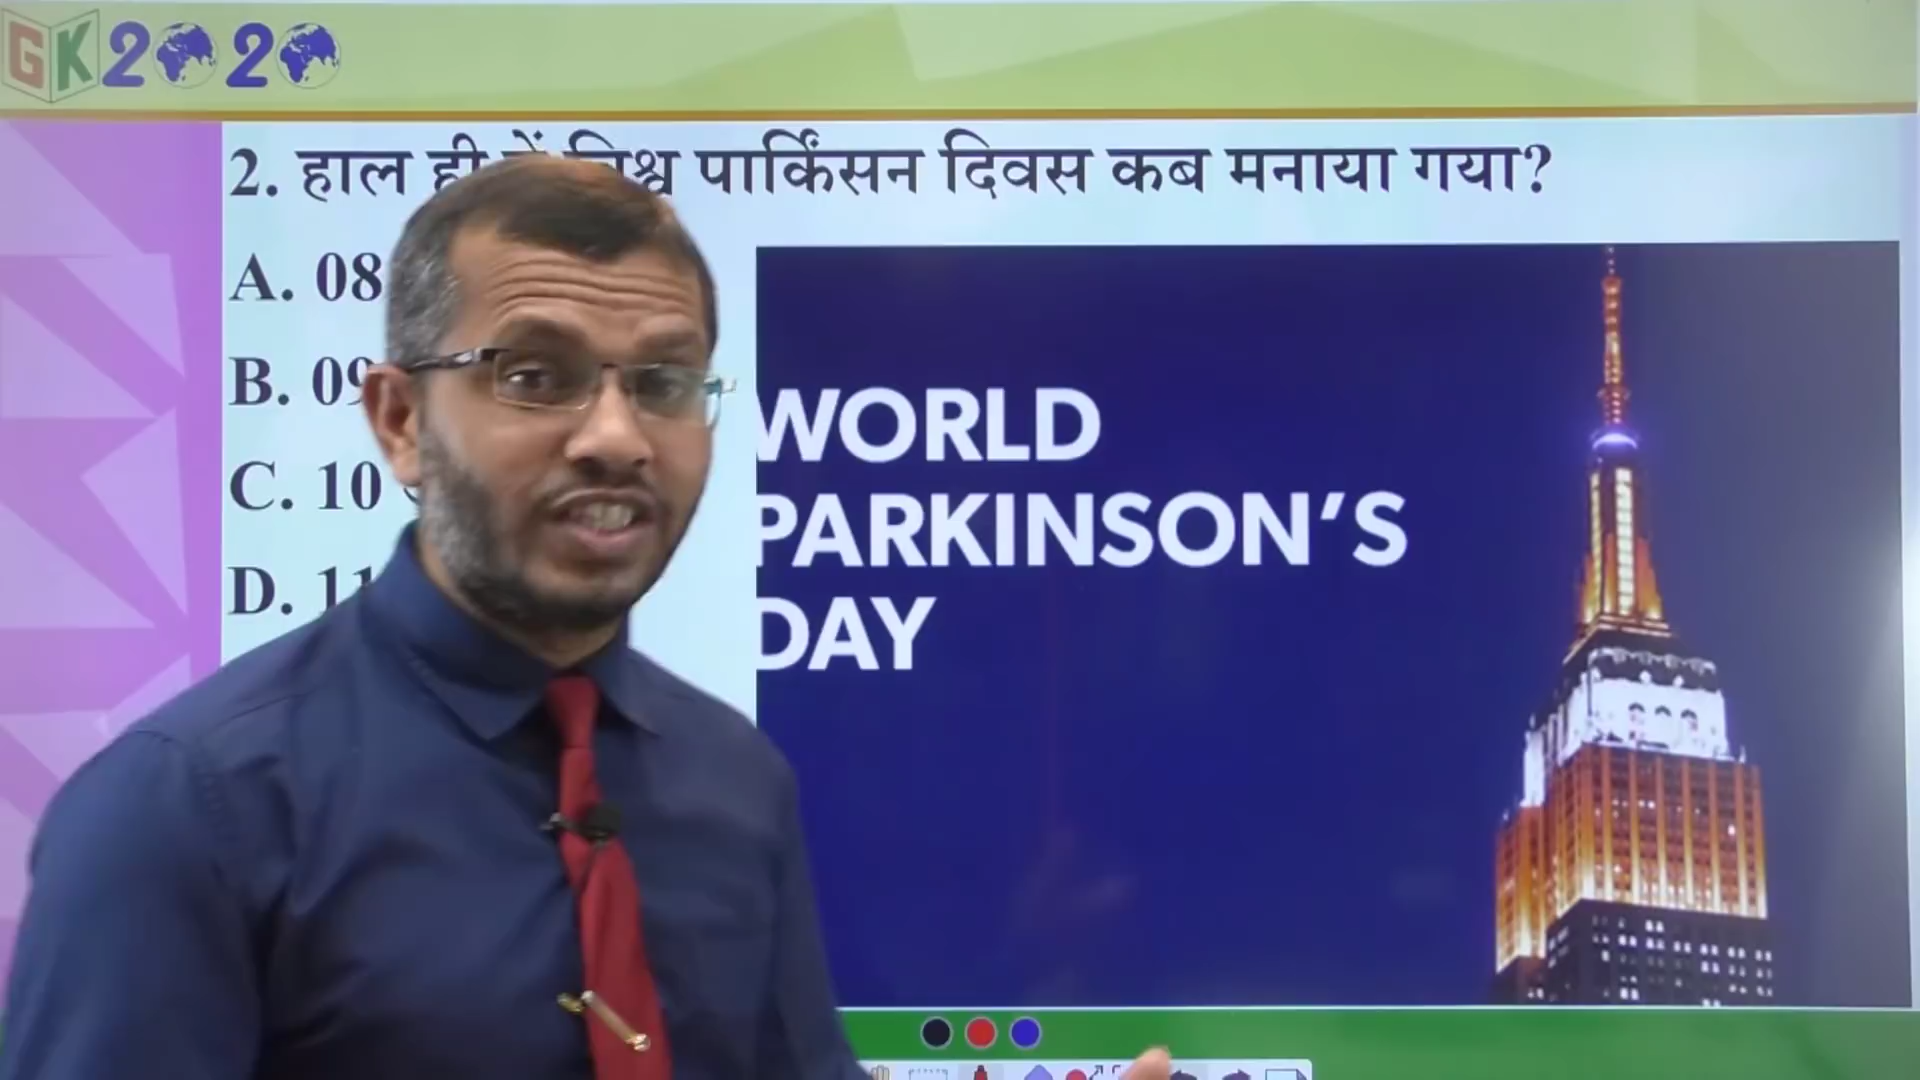 GK2020
2. हाल ही में विश्व पार्किंसन दिवस कब मनाया गया?
A. 08
B. 09
C. 10
D. 11
WORLD
PARKINSON'S
DAY